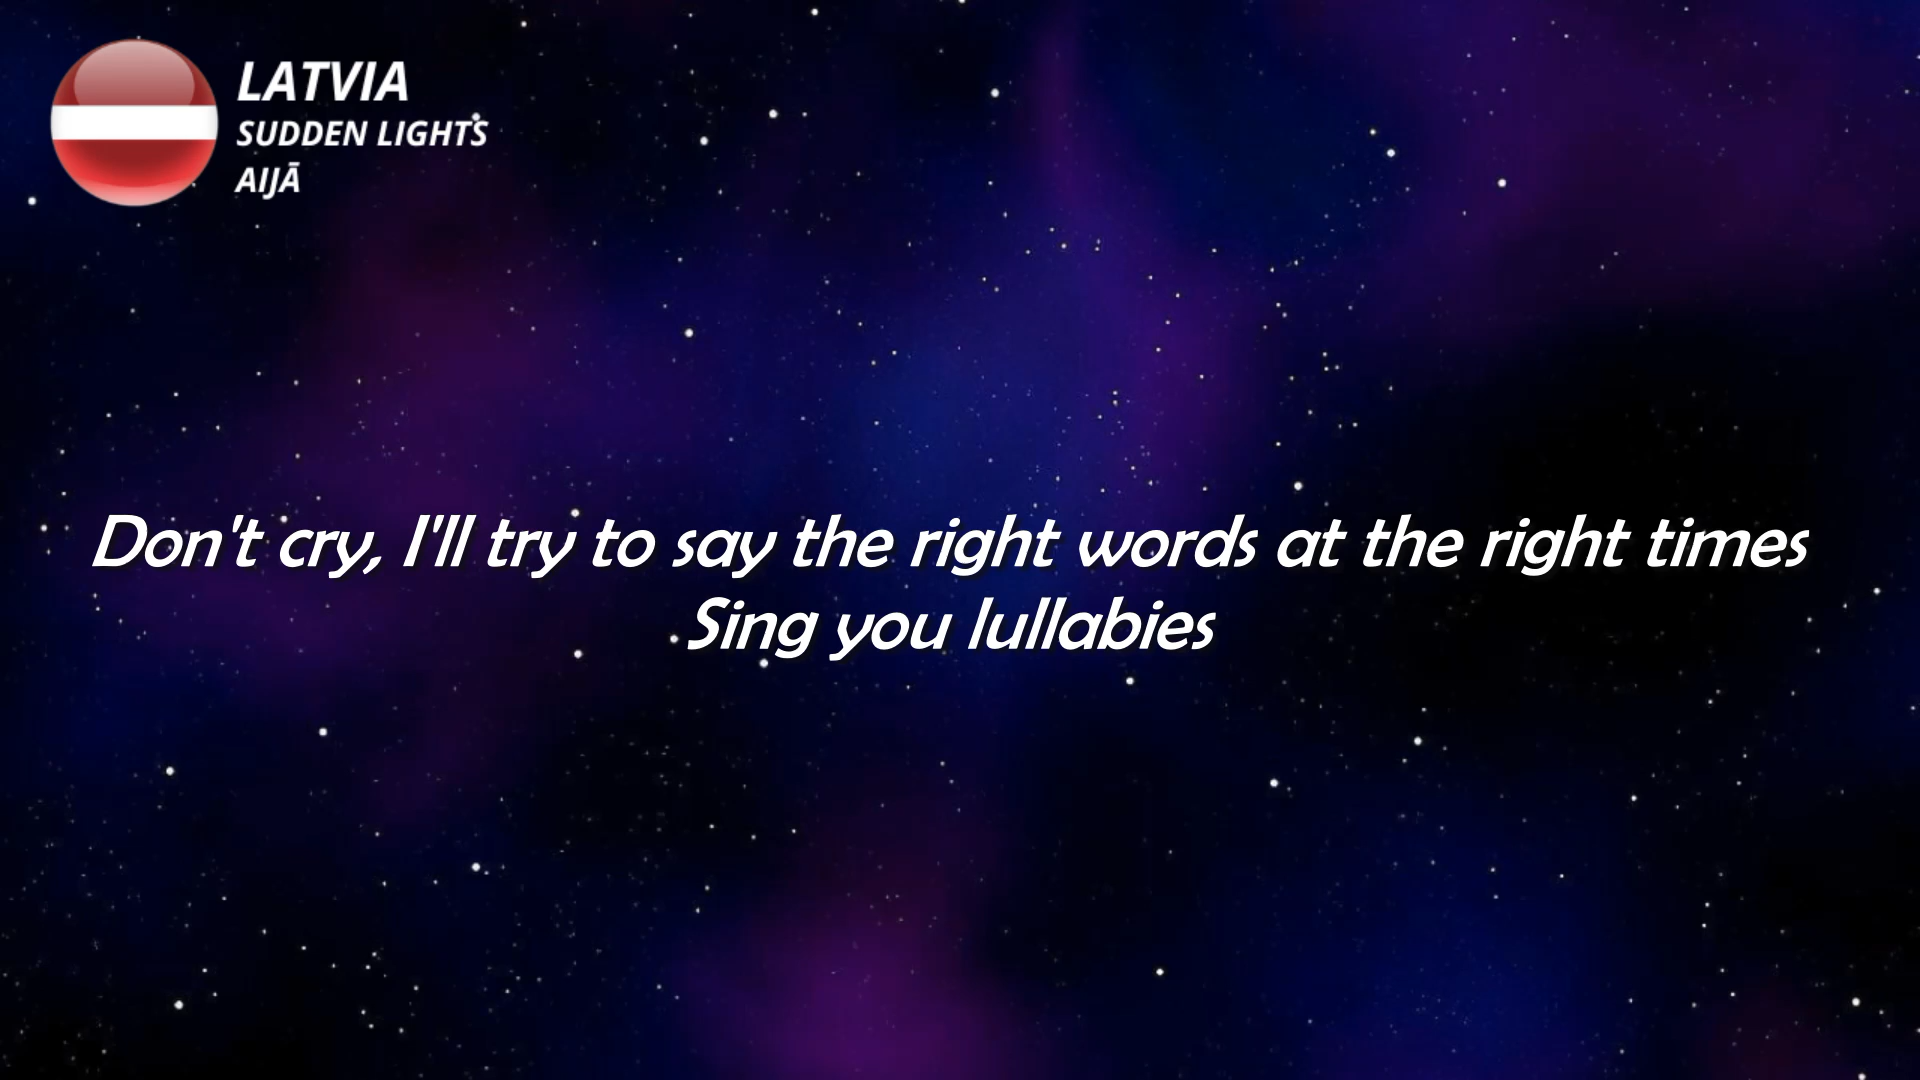 LATVIA
SUDDEN LIGHTS
AIJĀ
Don't cry, I'll try to say the right words at the right times
Sing you lullabies